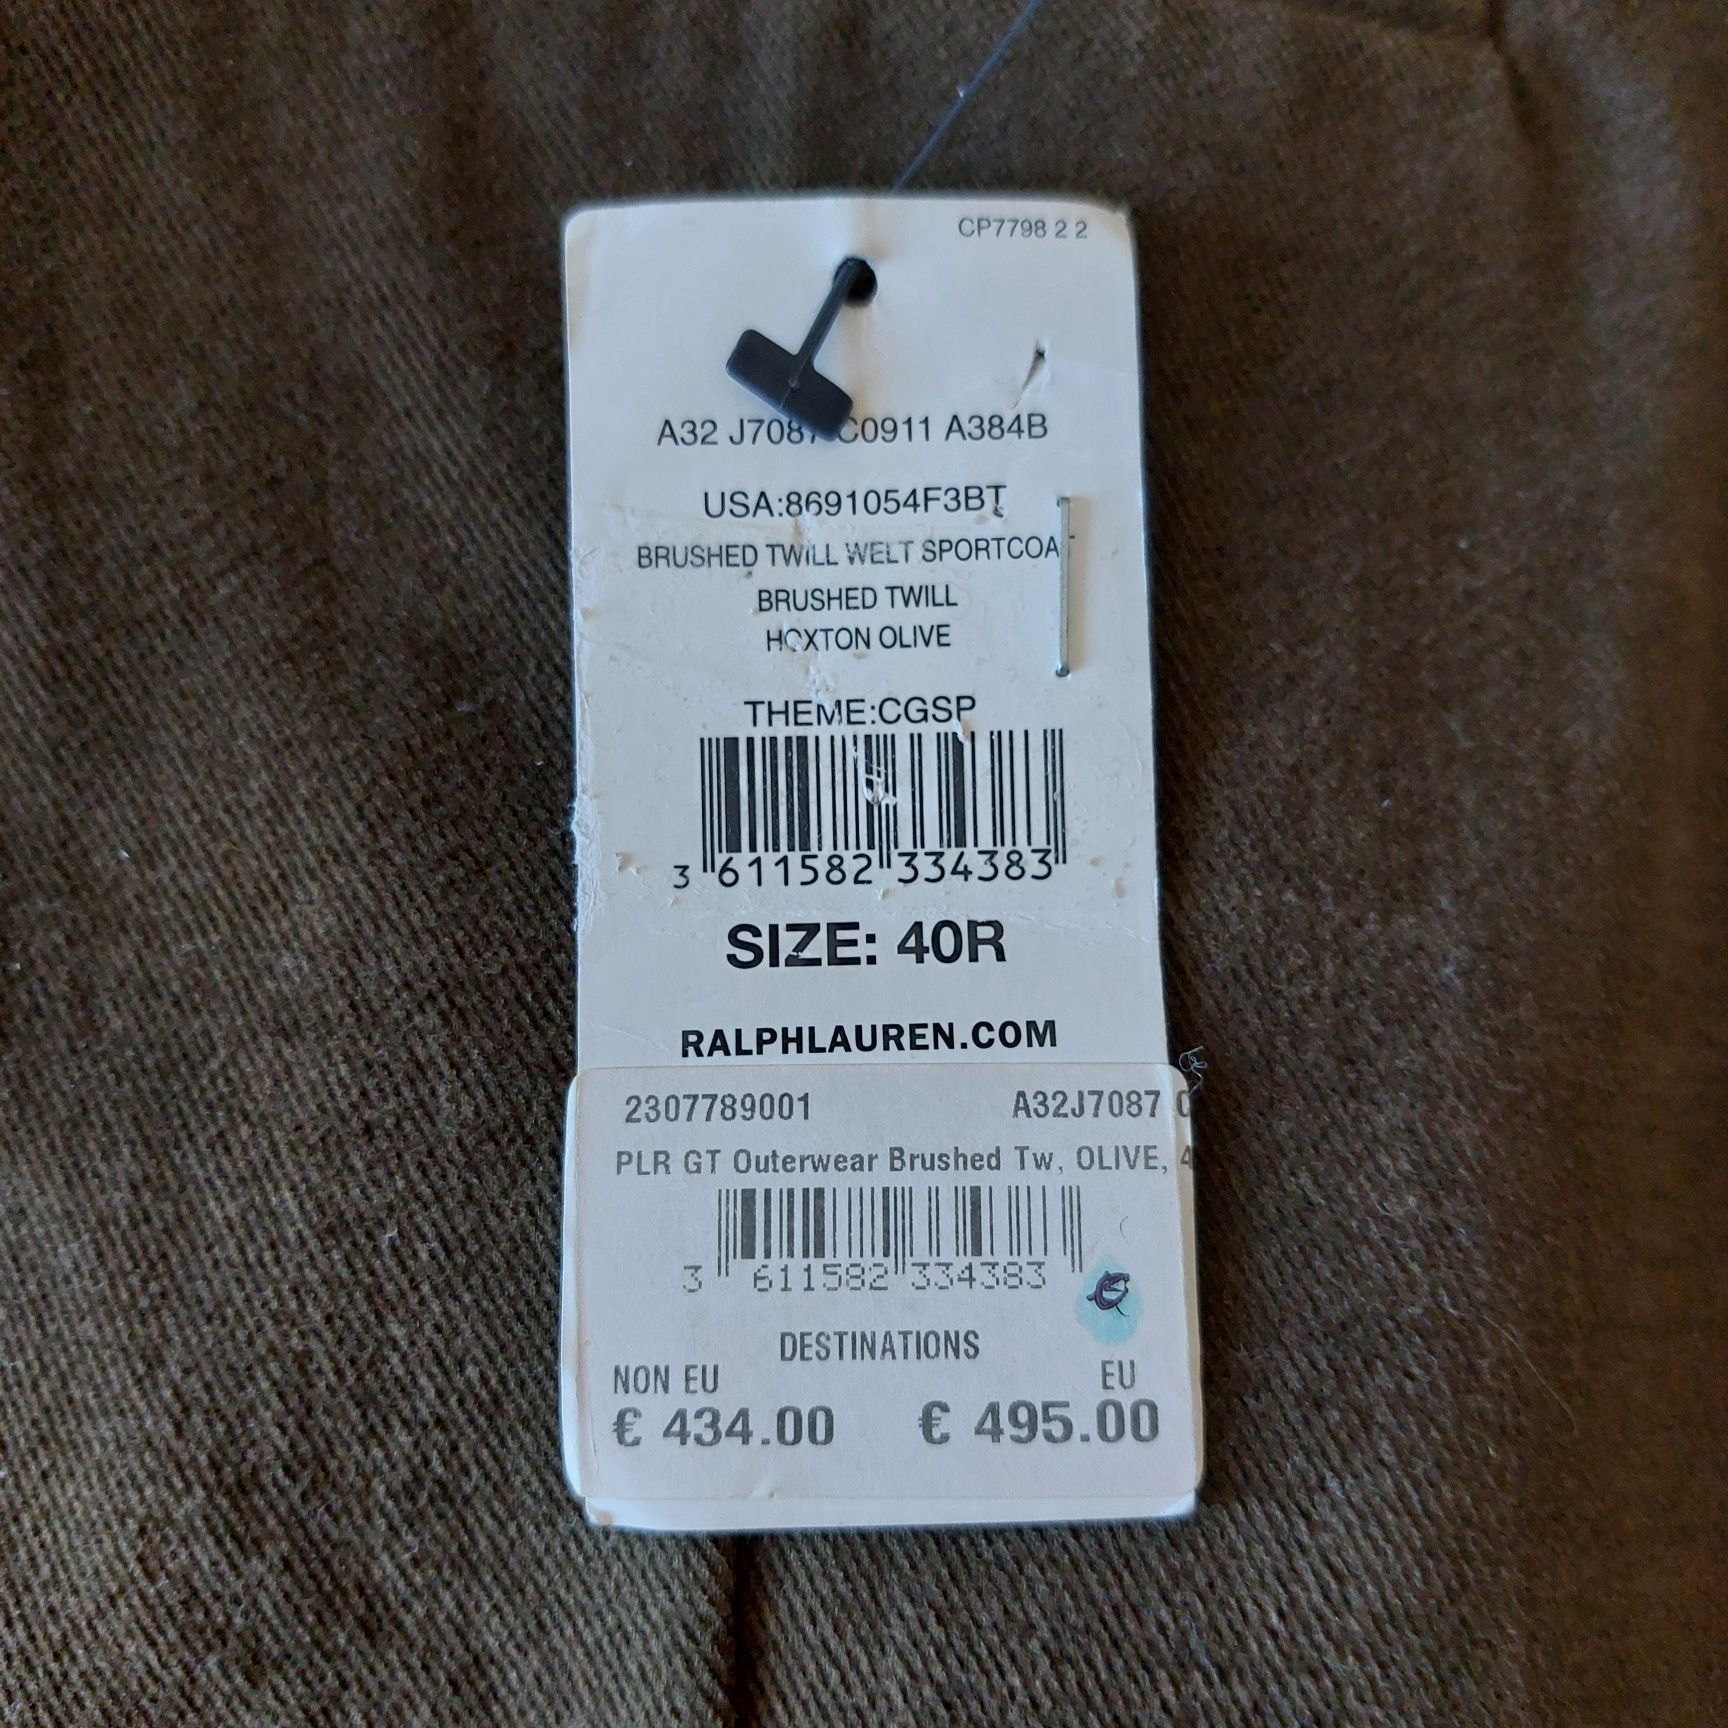 CP7798 2 2
A32 J7087 C0911 A384B
USA:8691054F3BT
BRUSHED TWILL WELT SPORTCOA
BRUSHED TWILL
HOXTON OLIVE
THEME:CGSP
3 611582 334383
SIZE: 40R
RALPHLAUREN.COM
2307789001 A32J7087 C
PLR GT Outerwear Brushed Tw, OLIVE, 4
3 611582 334383
DESTINATIONS
NON EU EU
€ 434.00 € 495.00